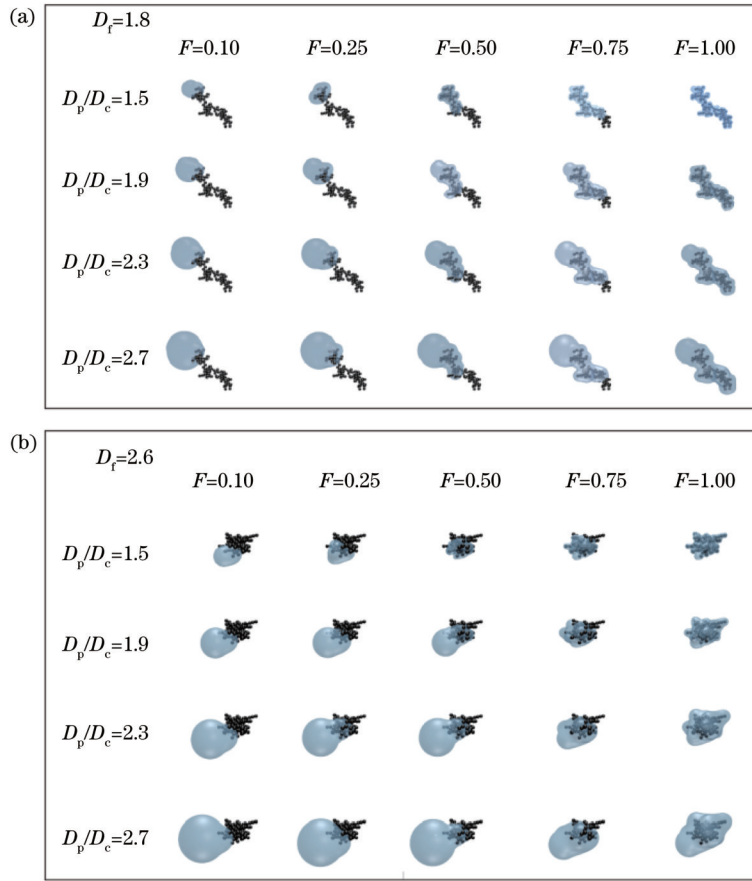 (a)
D_f=1.8
F=0.10 F=0.25 F=0.50 F=0.75 F=1.00
D_p/D_c=1.5
D_p/D_c=1.9
D_p/D_c=2.3
D_p/D_c=2.7
(b)
D_f=2.6
F=0.10 F=0.25 F=0.50 F=0.75 F=1.00
D_p/D_c=1.5
D_p/D_c=1.9
D_p/D_c=2.3
D_p/D_c=2.7